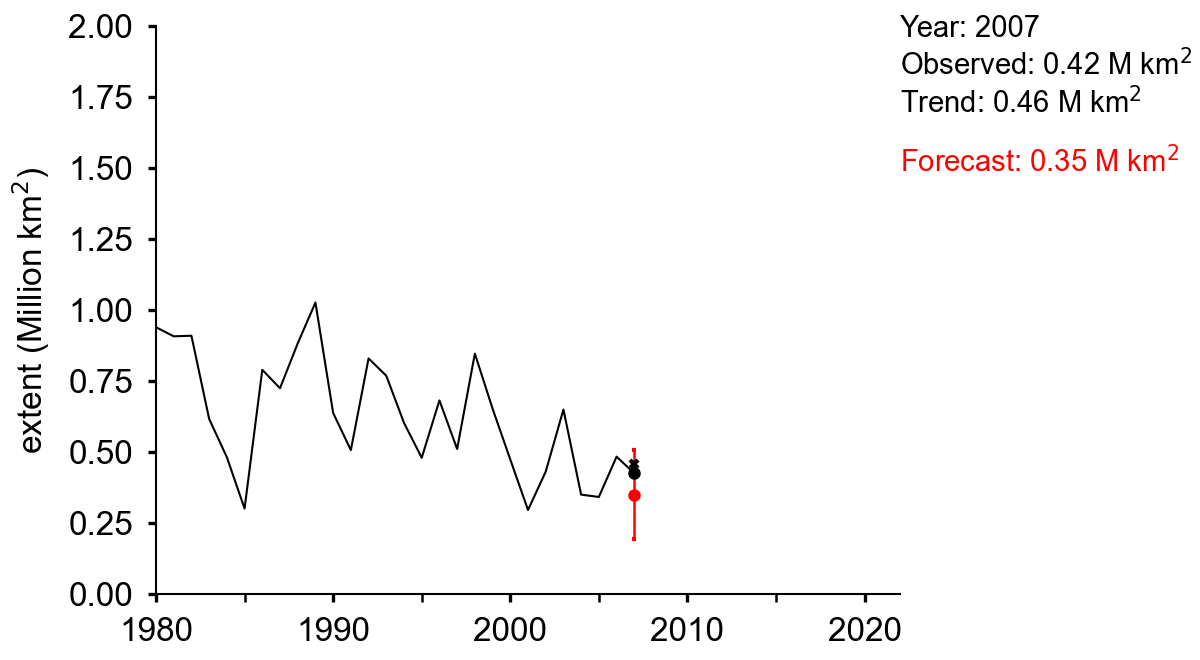 2.00
1.75
1.50
1.25
1.00
0.75
0.50
0.25
0.00
extent (Million km²)
1980 1990 2000 2010 2020
Year: 2007
Observed: 0.42 M km²
Trend: 0.46 M km²
Forecast: 0.35 M km²